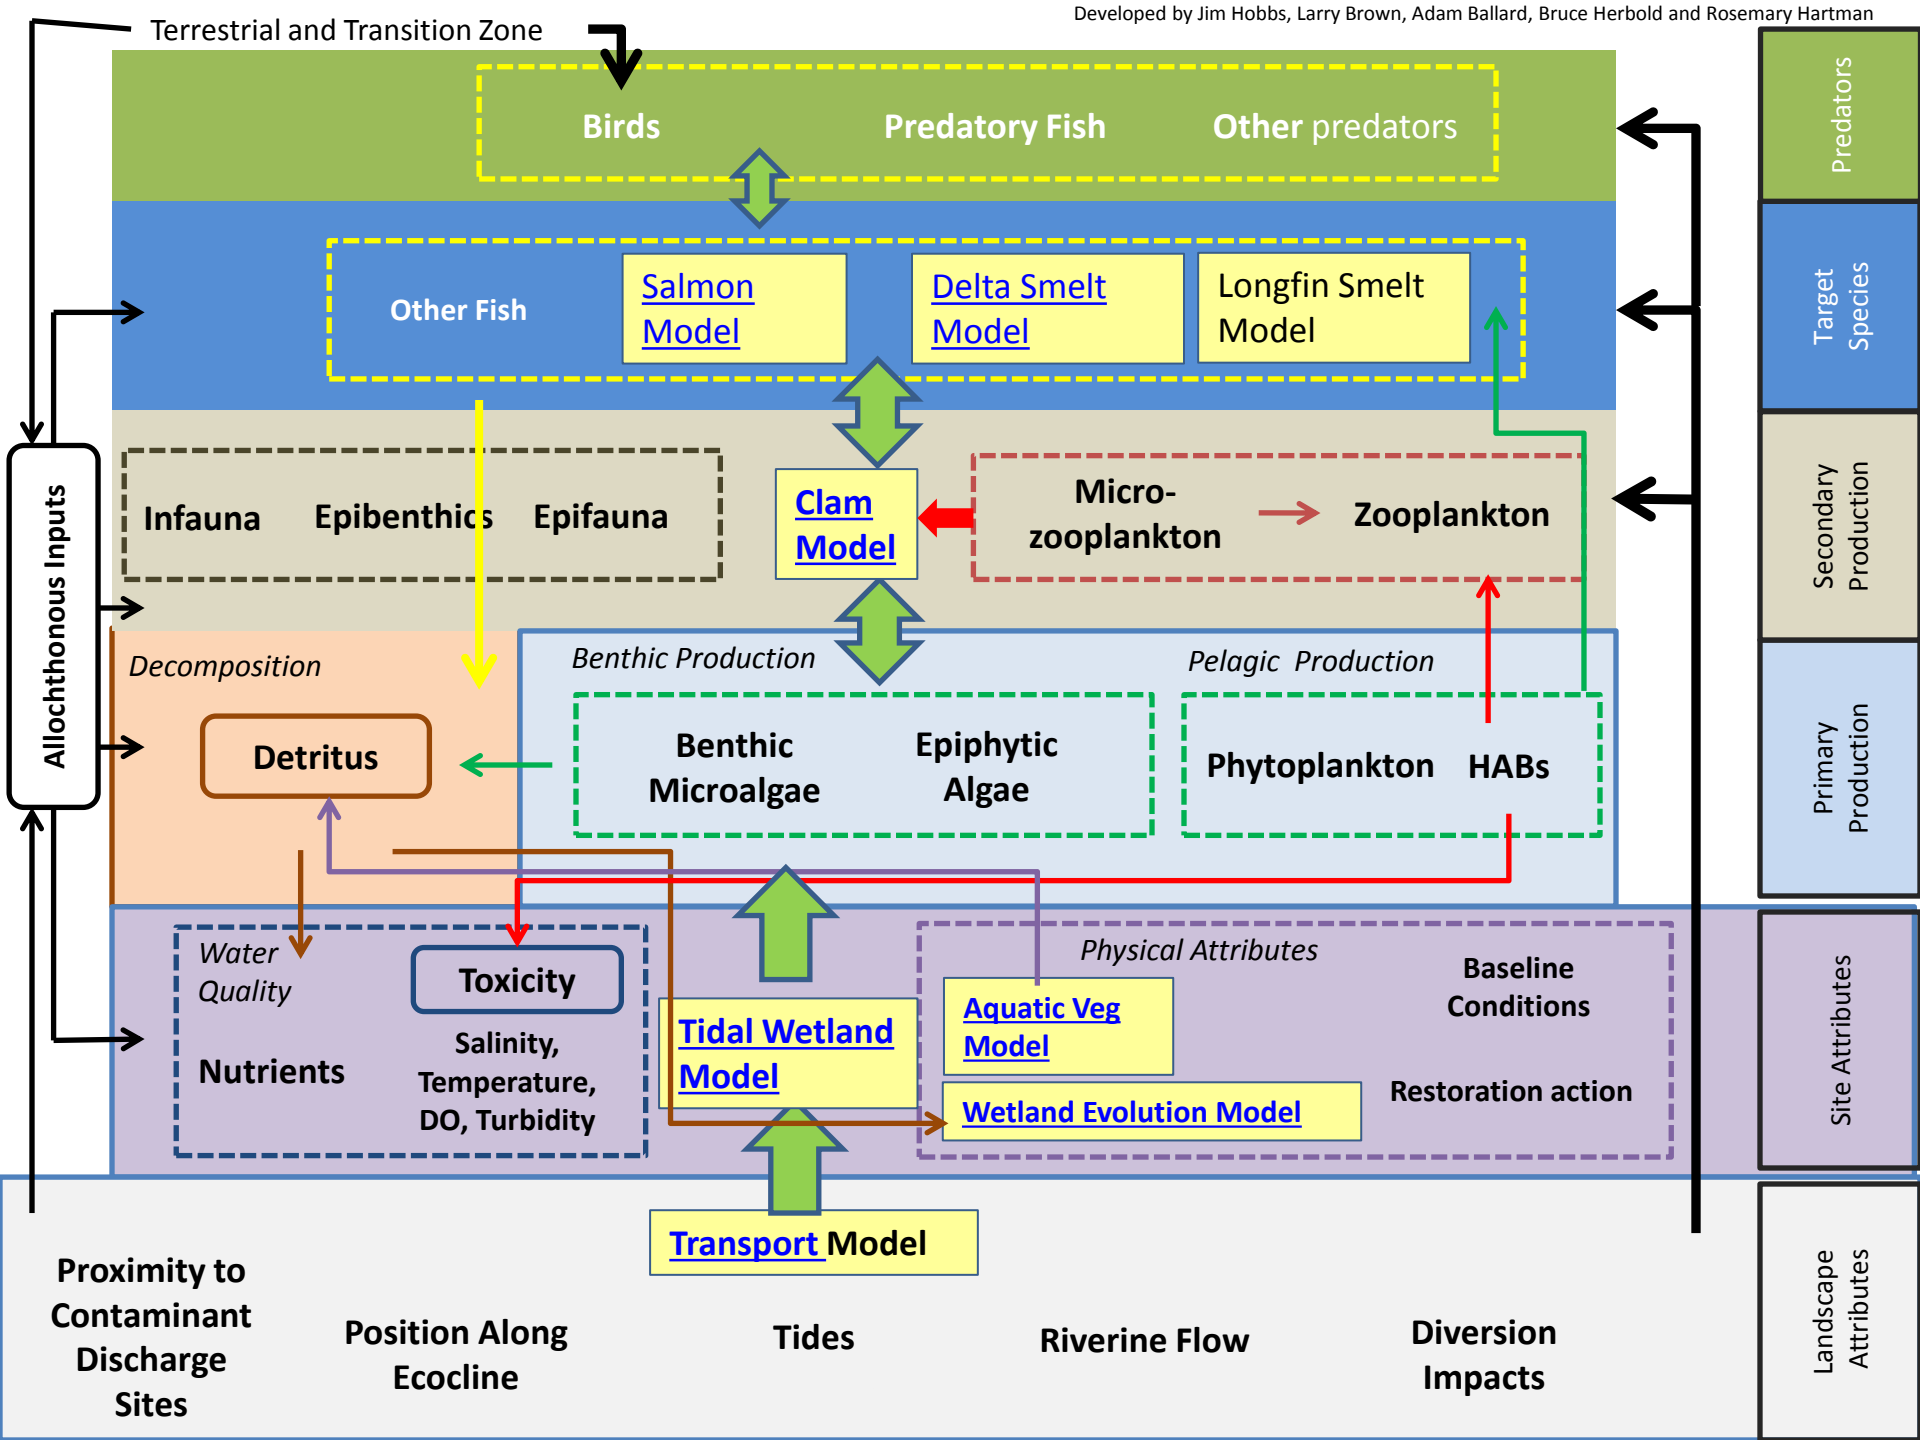 Developed by Jim Hobbs, Larry Brown, Adam Ballard, Bruce Herbold and Rosemary Hartman
Terrestrial and Transition Zone
Birds
Predatory Fish
Other predators
Predators
Other Fish
Salmon
Model
Delta Smelt
Model
Longfin Smelt
Model
Target
Species
Allochthonous Inputs
Infauna
Epibenthics
Epifauna
Clam
Model
Micro-
zooplankton
Zooplankton
Secondary
Production
Decomposition
Detritus
Benthic Production
Benthic
Microalgae
Epiphytic
Algae
Pelagic Production
Phytoplankton
HABs
Primary
Production
Water
Quality
Toxicity
Nutrients
Salinity,
Temperature,
DO, Turbidity
Tidal Wetland
Model
Physical Attributes
Aquatic Veg
Model
Wetland Evolution Model
Baseline
Conditions
Restoration action
Site Attributes
Transport Model
Proximity to
Contaminant
Discharge
Sites
Position Along
Ecocline
Tides
Riverine Flow
Diversion
Impacts
Landscape
Attributes